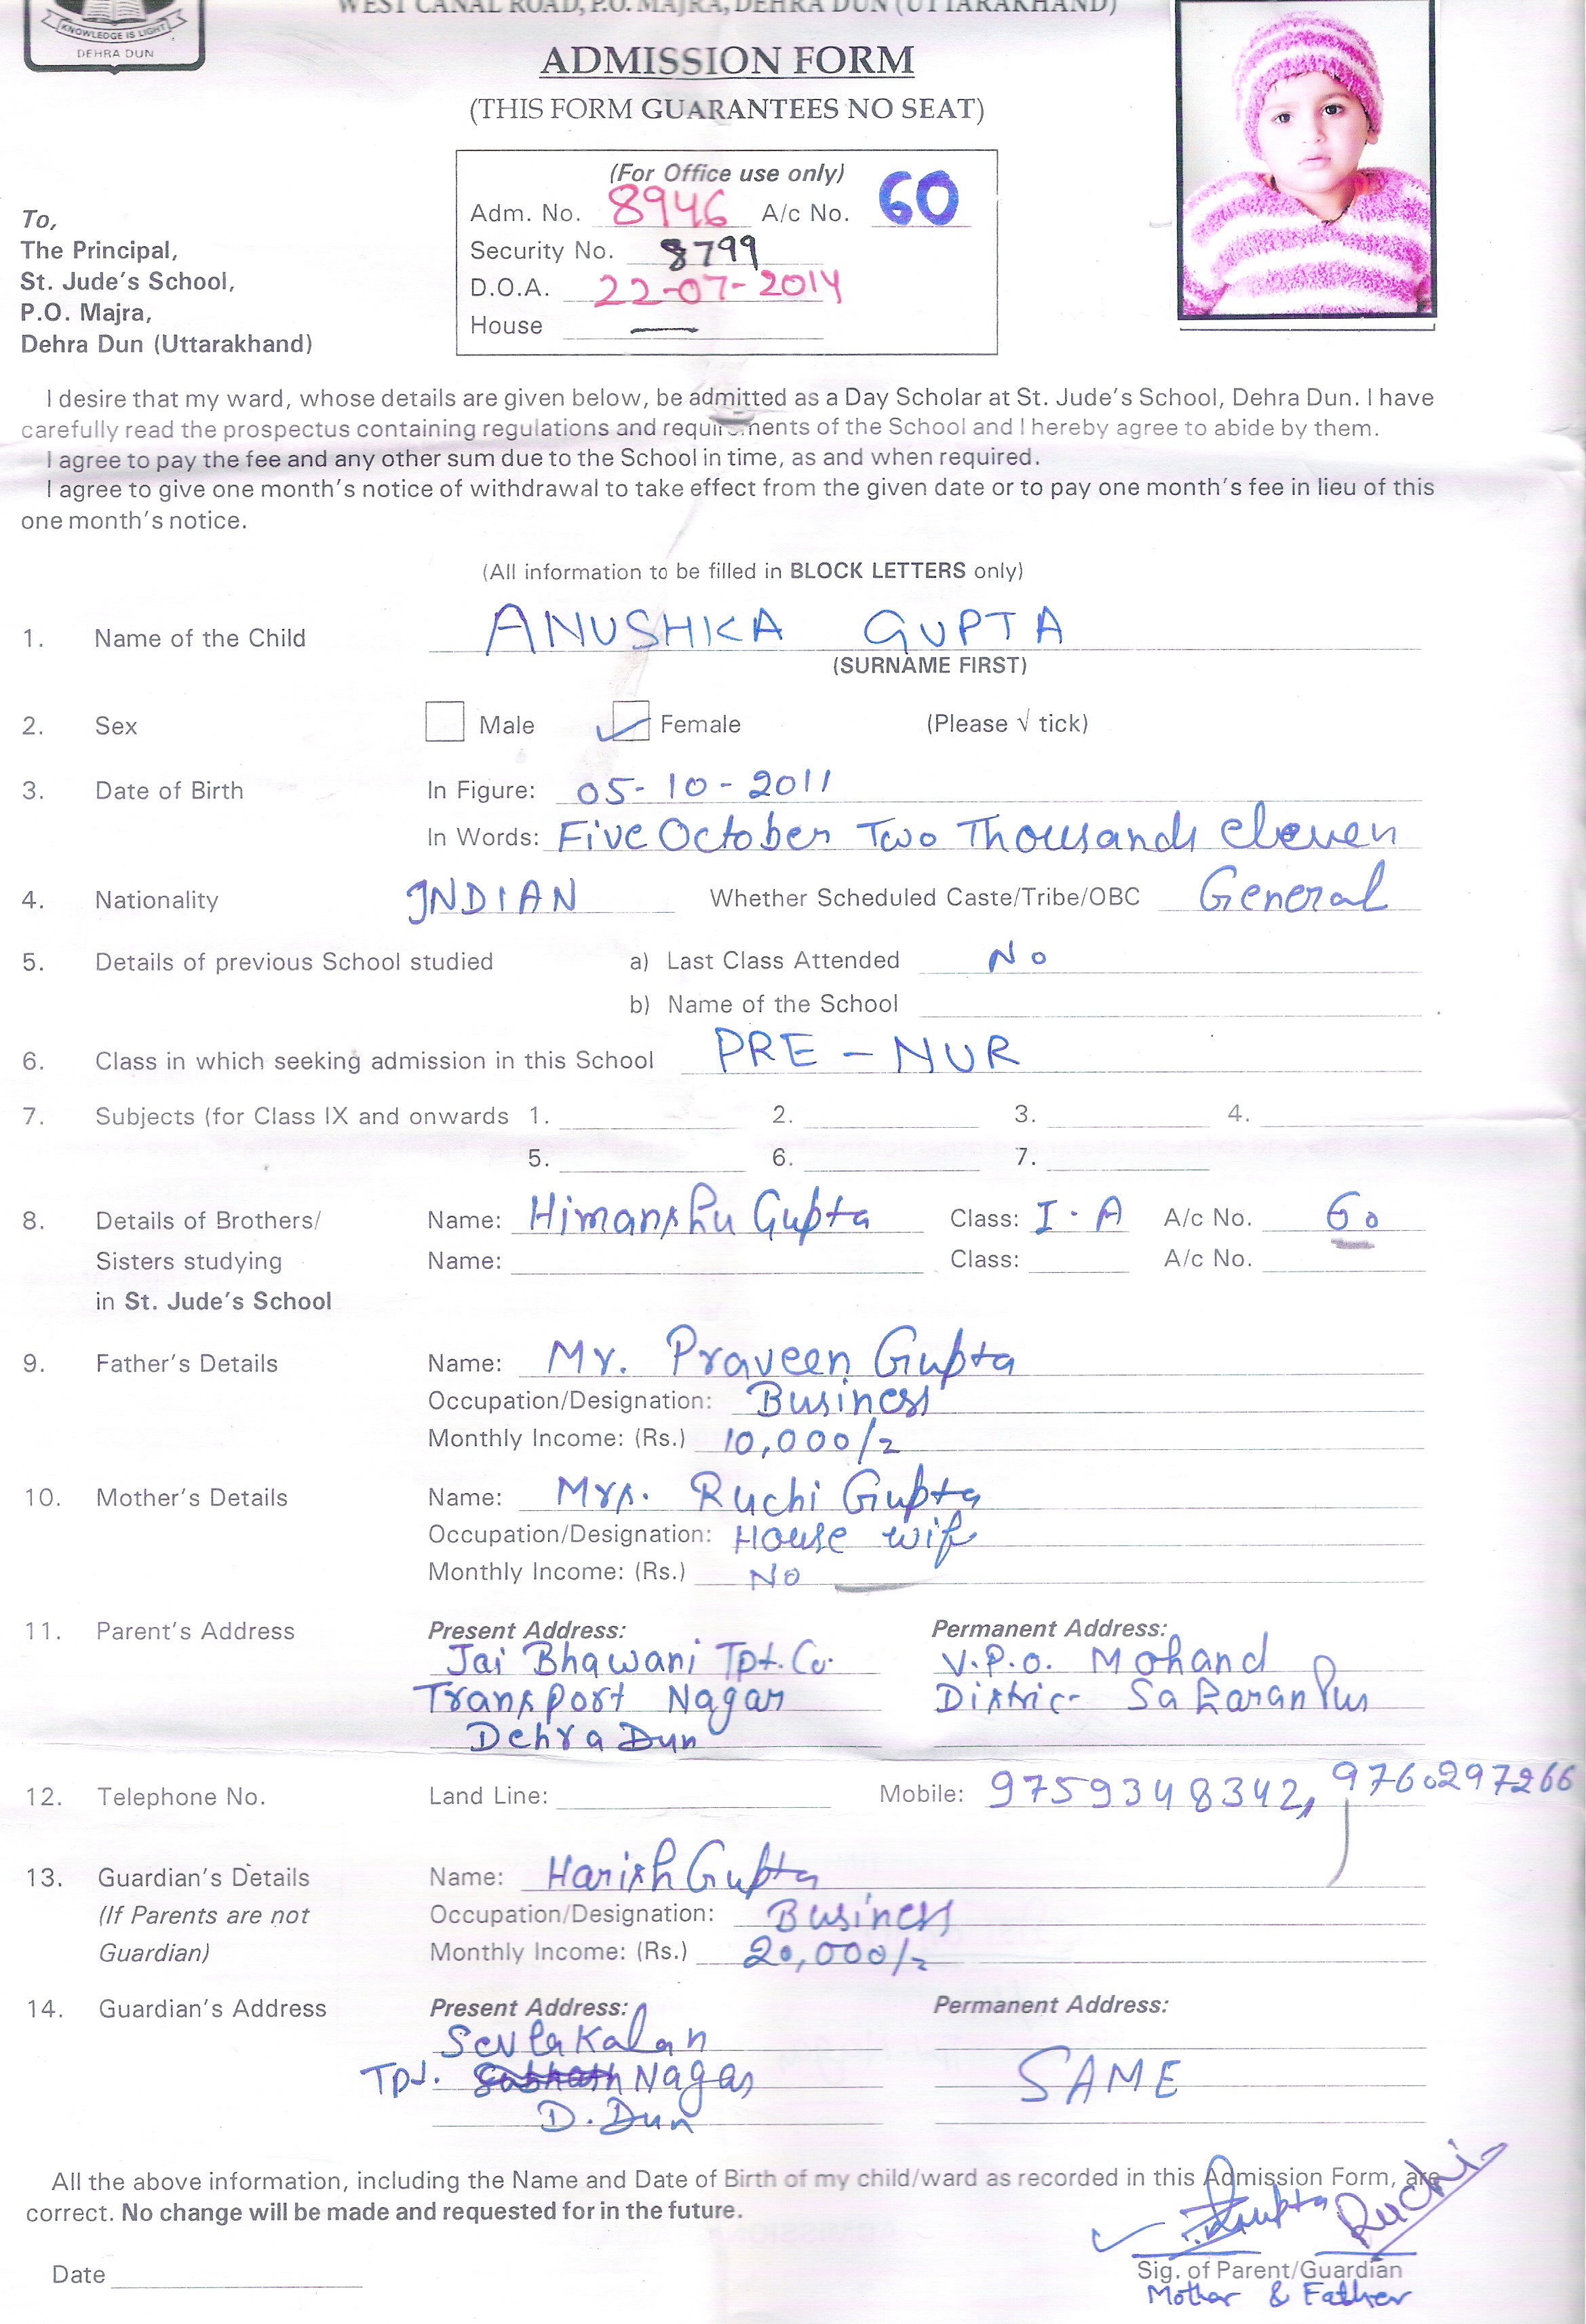 WEST CANAL ROAD, P.O. MAJRA, DEHRA DUN (UTTARAKHAND)
KNOWLEDGE IS LIGHT
DEHRA DUN
ADMISSION FORM
(THIS FORM GUARANTEES NO SEAT)
(For Office use only)
Adm. No. 8946 A/c No. 60
Security No. 8799
D.O.A. 22-07-2014
House —
To,
The Principal,
St. Jude's School,
P.O. Majra,
Dehra Dun (Uttarakhand)
I desire that my ward, whose details are given below, be admitted as a Day Scholar at St. Jude's School, Dehra Dun. I have
carefully read the prospectus containing regulations and requirements of the School and I hereby agree to abide by them.
I agree to pay the fee and any other sum due to the School in time, as and when required.
I agree to give one month's notice of withdrawal to take effect from the given date or to pay one month's fee in lieu of this
one month's notice.
(All information to be filled in BLOCK LETTERS only)
1. Name of the Child ANUSHKA GUPTA
(SURNAME FIRST)
2. Sex Male ✓ Female (Please √ tick)
3. Date of Birth In Figure: 05-10-2011
In Words: Five October Two Thousands eleven
4. Nationality INDIAN Whether Scheduled Caste/Tribe/OBC General
5. Details of previous School studied a) Last Class Attended No
b) Name of the School
6. Class in which seeking admission in this School PRE - NUR
7. Subjects (for Class IX and onwards 1. 2. 3. 4.
5. 6. 7.
8. Details of Brothers/ Name: Himanshu Gupta Class: I-A A/c No. 60
Sisters studying Name: Class: A/c No.
in St. Jude's School
9. Father's Details Name: Mr. Praveen Gupta
Occupation/Designation: Business
Monthly Income: (Rs.) 10,000/=
10. Mother's Details Name: Mrs. Ruchi Gupta
Occupation/Designation: House wife
Monthly Income: (Rs.) No
11. Parent's Address Present Address: Permanent Address:
Jai Bhawani Tpt. Co. V.P.O. Mohand
Transport Nagar District- Saharanpur
Dehra Dun
12. Telephone No. Land Line: Mobile: 9759348342, 9760297266
13. Guardian's Details Name: Harish Gupta
(If Parents are not Occupation/Designation: Business
Guardian) Monthly Income: (Rs.) 20,000/=
14. Guardian's Address Present Address: Permanent Address:
Sevla Kalan
Tpt. Nagar SAME
D. Dun
All the above information, including the Name and Date of Birth of my child/ward as recorded in this Admission Form, are
correct. No change will be made and requested for in the future.
Gupta Ruchi
Date Sig. of Parent/Guardian
Mother & Father